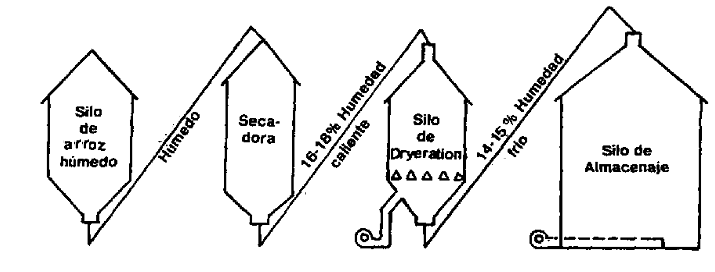 Silo
de
arroz
húmedo
Húmedo
Seca-
dora
16-18% Humedad
caliente
Silo
de
Dryeration
14-15% Humedad
frío
Silo de
Almacenaje